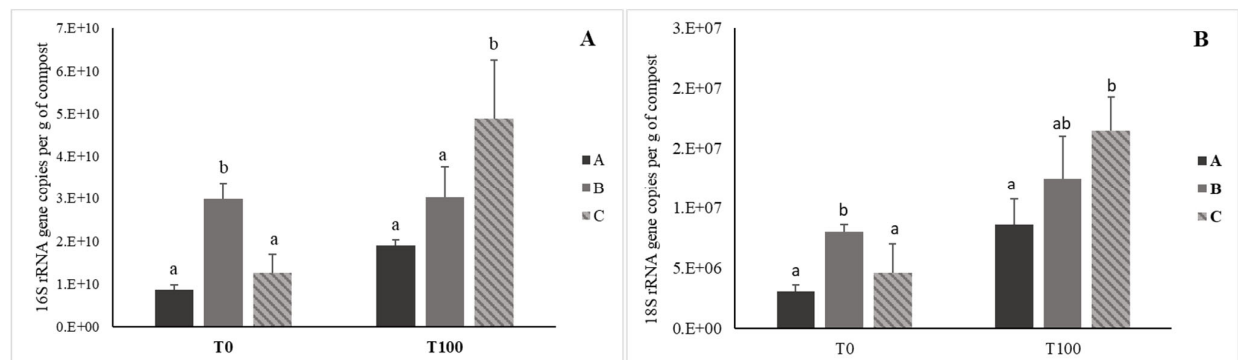 A
16S rRNA gene copies per g of compost
7.E+10
6.E+10
5.E+10
4.E+10
3.E+10
2.E+10
1.E+10
0.E+00
a
b
a
a
a
b
T0
T100
A
B
C
B
18S rRNA gene copies per g of compost
3.E+07
2.E+07
2.E+07
1.E+07
5.E+06
0.E+00
a
b
a
a
ab
b
T0
T100
A
B
C